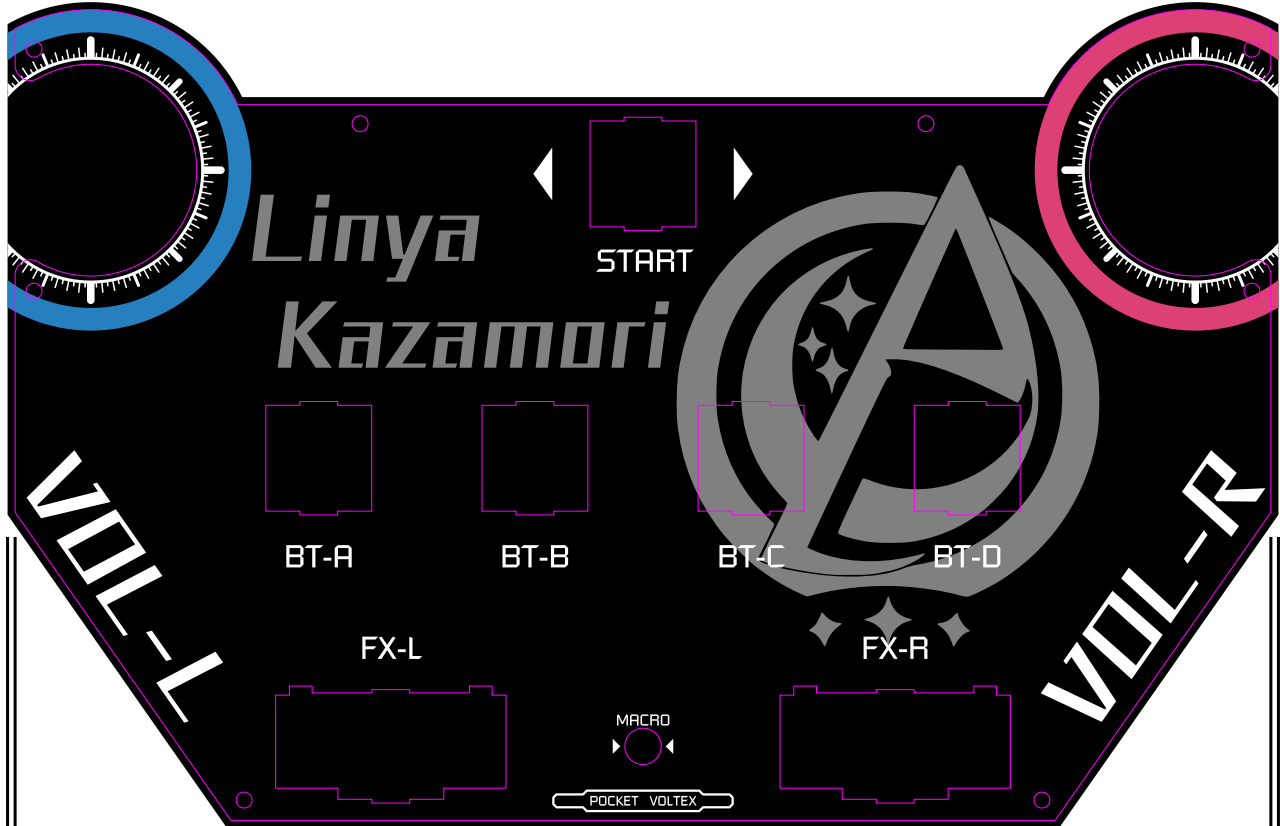 Linya
START
Kazamori
BT-A
BT-B
BT-C
BT-D
VOL-L
VOL-R
FX-L
FX-R
MACRO
POCKET VOLTEX